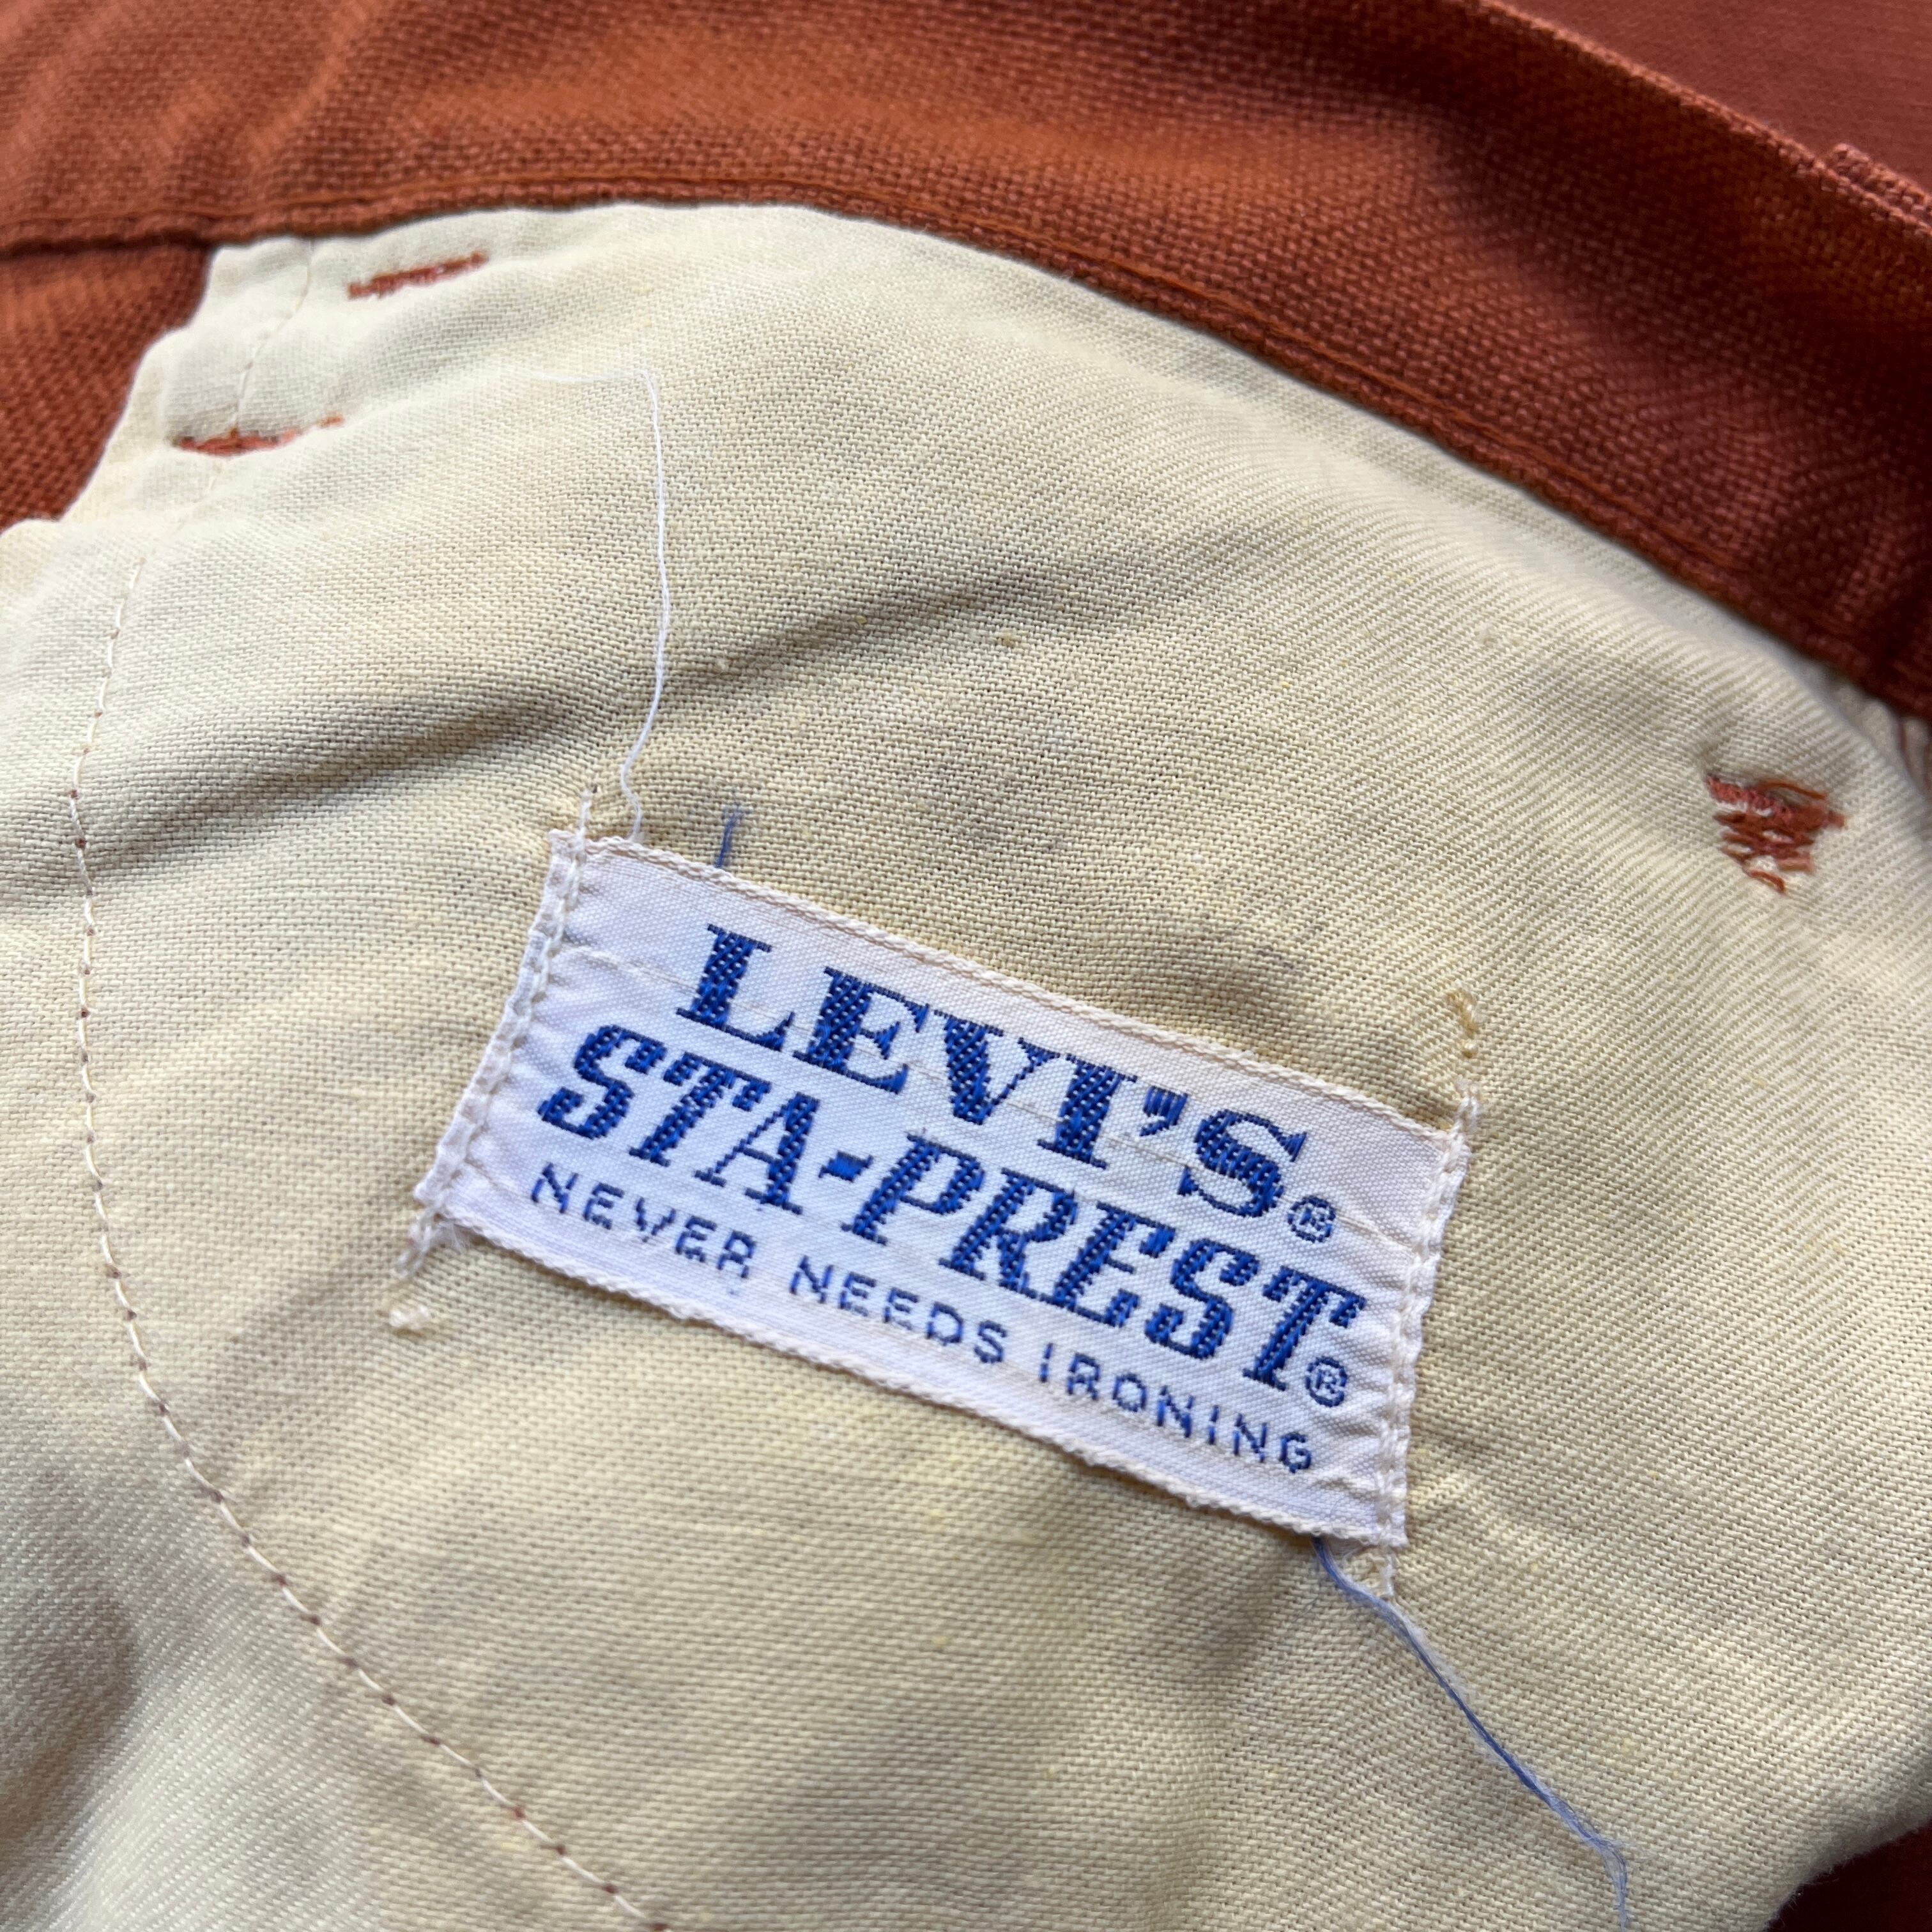 LEVI'S®
STA-PREST®
NEVER NEEDS IRONING